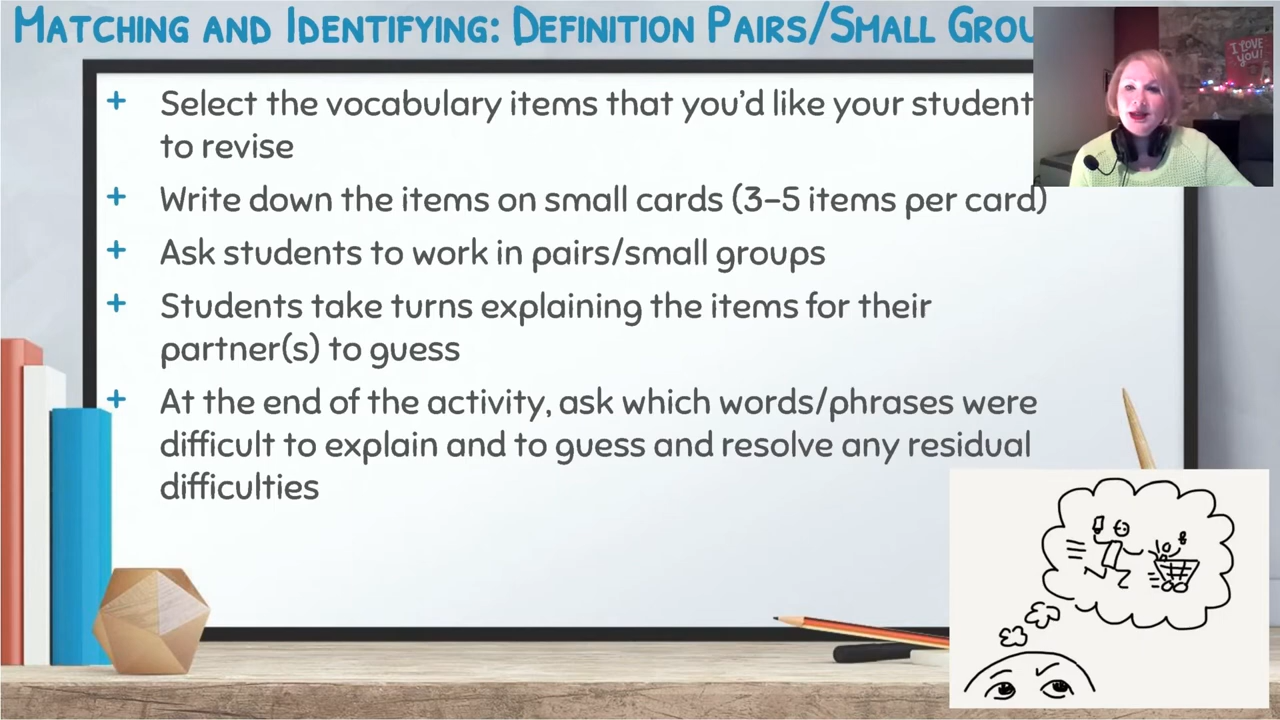 Matching and Identifying: Definition Pairs/Small Grou
I LOVE
YOU!
+ Select the vocabulary items that you'd like your student
to revise
+ Write down the items on small cards (3-5 items per card)
+ Ask students to work in pairs/small groups
+ Students take turns explaining the items for their
partner(s) to guess
+ At the end of the activity, ask which words/phrases were
difficult to explain and to guess and resolve any residual
difficulties